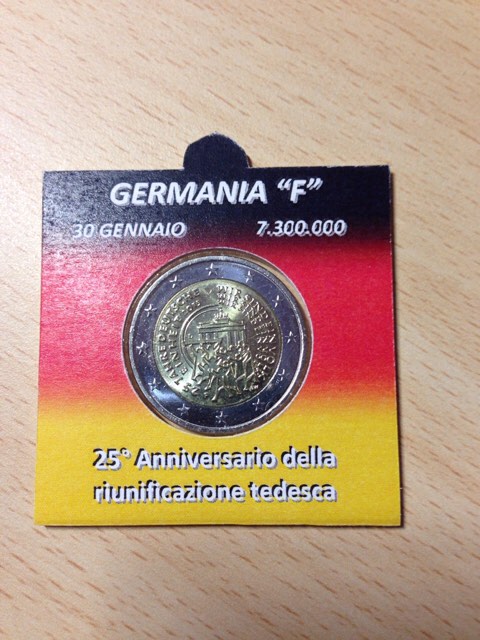 GERMANIA “F”
30 GENNAIO 7.300.000
25° Anniversario della
riunificazione tedesca